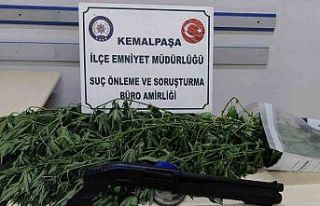 KEMALPAŞA
İLÇE EMNİYET MÜDÜRLÜĞÜ
SUÇ ÖNLEME VE SORUŞTURMA
BÜRO AMİRLİĞİ